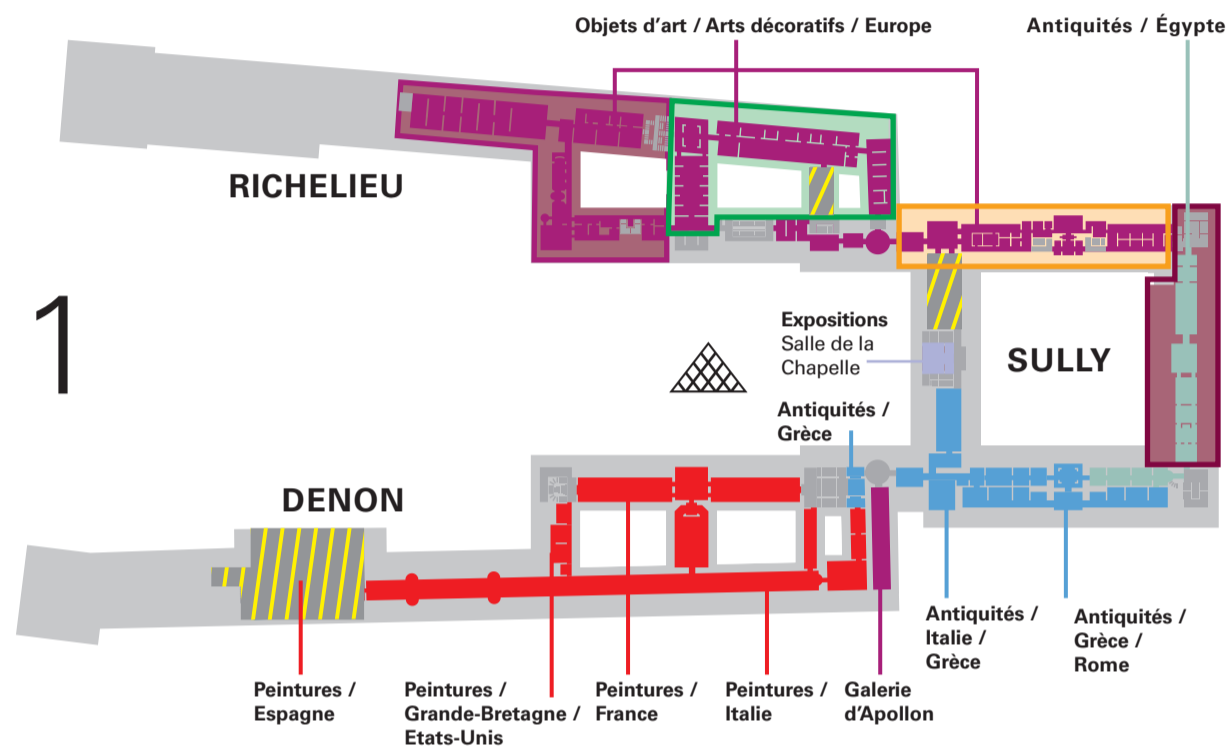 Objets d'art / Arts décoratifs / Europe
Antiquités / Égypte
RICHELIEU
1
Expositions
Salle de la
Chapelle
SULLY
Antiquités /
Grèce
DENON
Antiquités /
Italie /
Grèce
Antiquités /
Grèce /
Rome
Peintures /
Espagne
Peintures /
Grande-Bretagne /
Etats-Unis
Peintures /
France
Peintures /
Italie
Galerie
d'Apollon